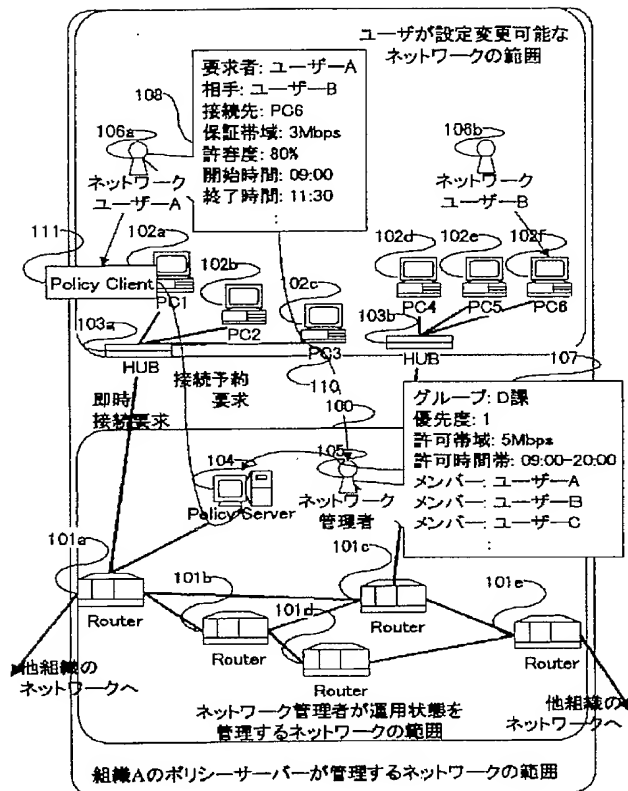 ユーザが設定変更可能な
ネットワークの範囲
108
要求者: ユーザーA
相手: ユーザーB
接続先: PC6
保証帯域: 3Mbps
許容度: 80%
開始時間: 09:00
終了時間: 11:30
:
106a
ネットワーク
ユーザーA
106b
ネットワーク
ユーザーB
111
102a
Policy Client
PC1
102b
PC2
102c
PC3
102d
PC4
102e
PC5
102f
PC6
103a
HUB
103b
HUB
107
即時
接続要求
接続予約
要求
110
100
グループ: D課
優先度: 1
許可帯域: 5Mbps
許可時間帯: 09:00-20:00
メンバー: ユーザーA
メンバー: ユーザーB
メンバー: ユーザーC
:
104
Policy Server
105
ネットワーク
管理者
101a
Router
101b
Router
101c
Router
101d
Router
101e
Router
他組織の
ネットワークへ
他組織の
ネットワークへ
ネットワーク管理者が運用状態を
管理するネットワークの範囲
組織Aのポリシーサーバーが管理するネットワークの範囲